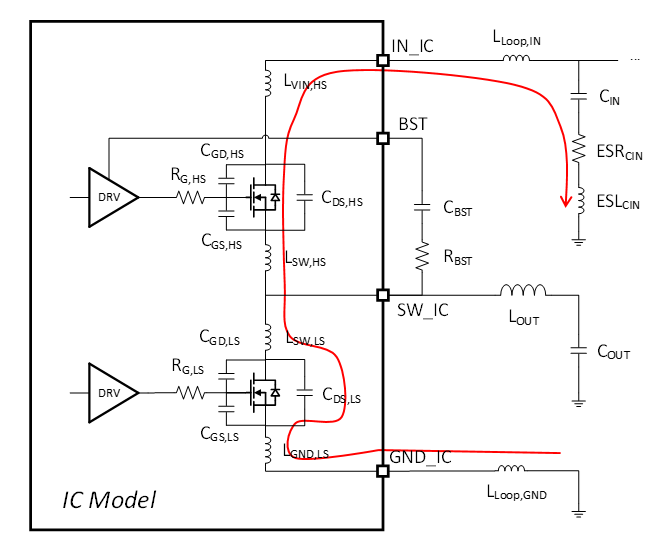 IN_IC
L_Loop,IN
...
L_VIN,HS
C_IN
BST
C_GD,HS
ESR_CIN
R_G,HS
DRV
C_DS,HS
C_BST
ESL_CIN
C_GS,HS
L_SW,HS
R_BST
SW_IC
L_OUT
C_GD,LS
L_SW,LS
C_OUT
R_G,LS
DRV
C_DS,LS
C_GS,LS
L_GND,LS
GND_IC
L_Loop,GND
IC Model